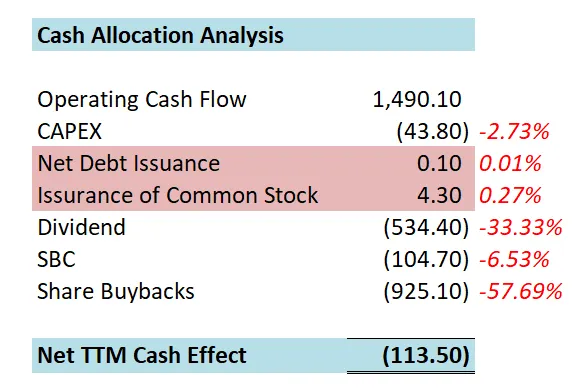 Cash Allocation Analysis
Operating Cash Flow 1,490.10
CAPEX (43.80) -2.73%
Net Debt Issuance 0.10 0.01%
Issurance of Common Stock 4.30 0.27%
Dividend (534.40) -33.33%
SBC (104.70) -6.53%
Share Buybacks (925.10) -57.69%
Net TTM Cash Effect (113.50)